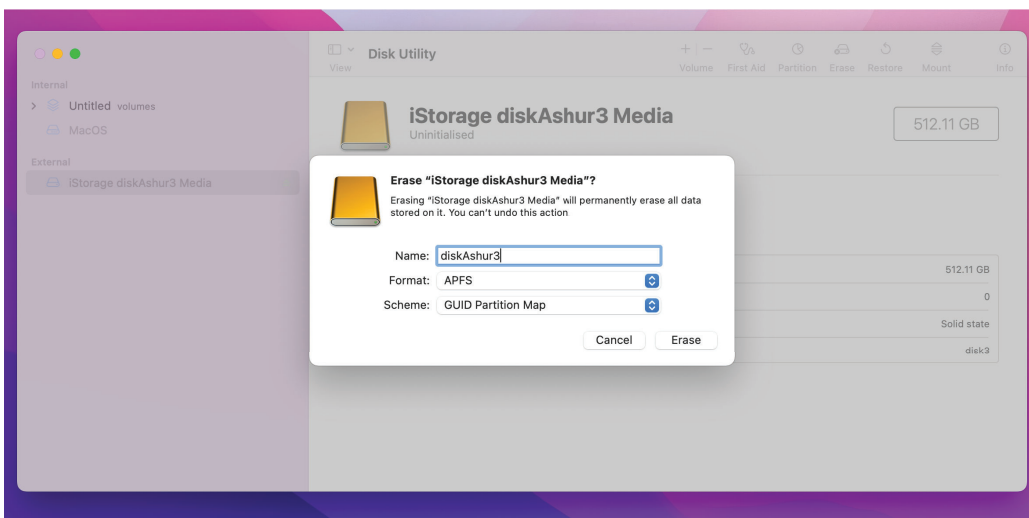 Disk Utility
View
Volume First Aid Partition Erase Restore Mount Info
Internal
Untitled volumes
MacOS
External
iStorage diskAshur3 Media
iStorage diskAshur3 Media
Uninitialised
512.11 GB
Erase “iStorage diskAshur3 Media”?
Erasing “iStorage diskAshur3 Media” will permanently erase all data
stored on it. You can’t undo this action
Name: diskAshur3
Format: APFS
Scheme: GUID Partition Map
Cancel Erase
512.11 GB
0
Solid state
disk3